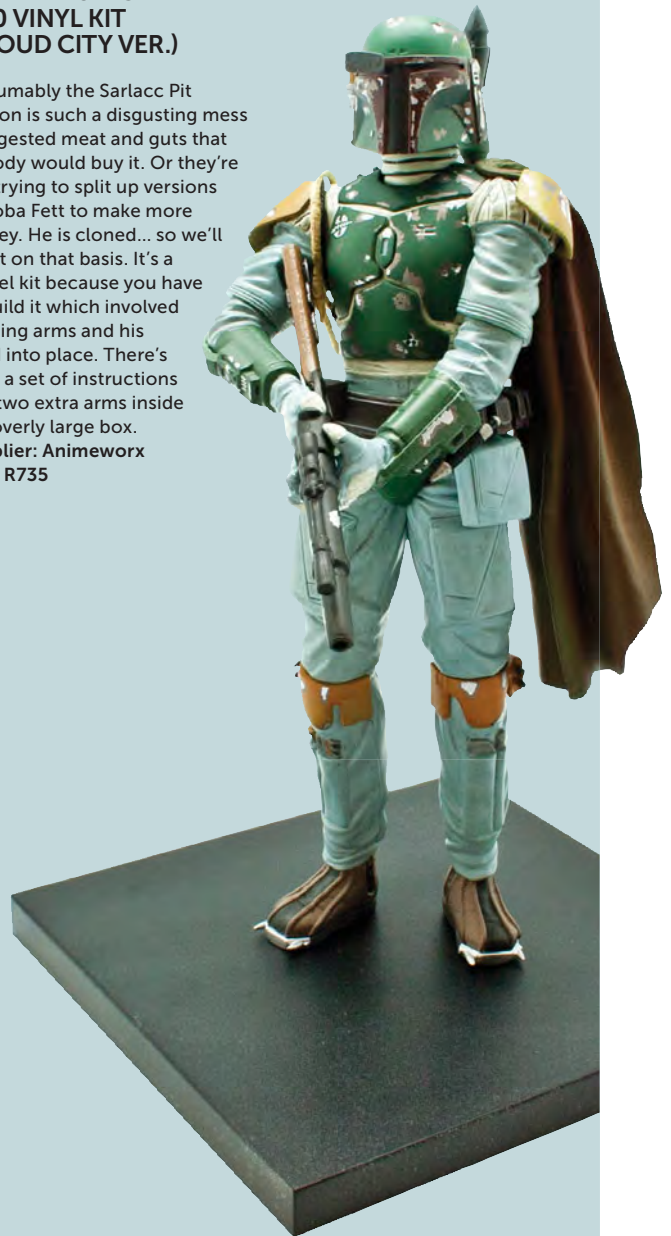 0 VINYL KIT
OUD CITY VER.)
umably the Sarlacc Pit
on is such a disgusting mess
gested meat and guts that
ody would buy it. Or they're
trying to split up versions
oba Fett to make more
ey. He is cloned... so we'll
t on that basis. It's a
el kit because you have
uild it which involved
ing arms and his
into place. There's
a set of instructions
two extra arms inside
overly large box.
lier: Animeworx
R735